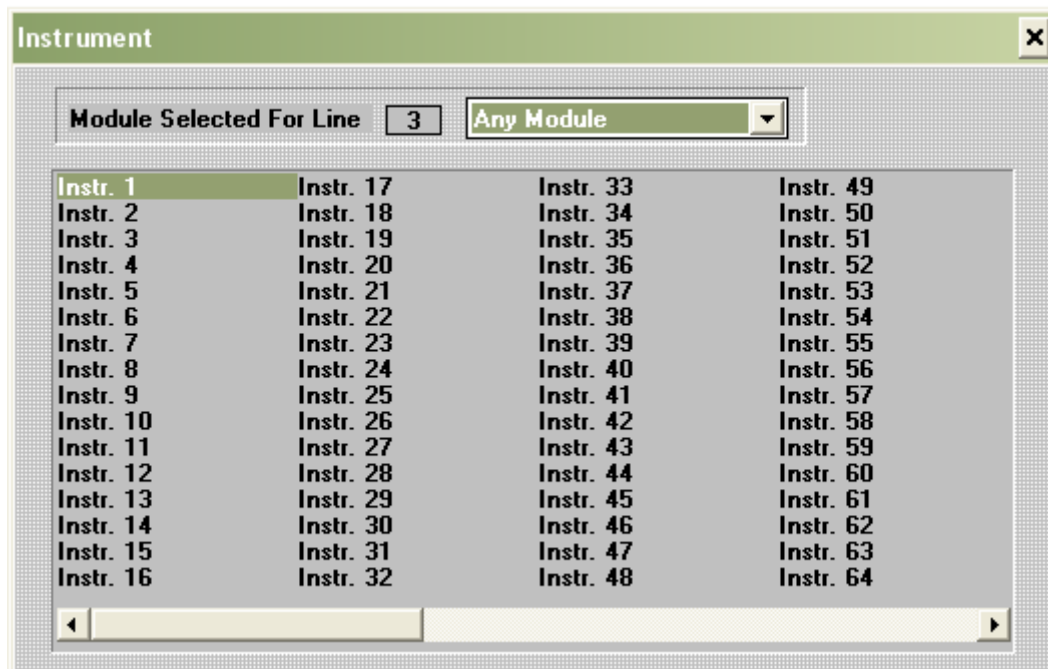 Instrument
Module Selected For Line 3 Any Module
Instr. 1 Instr. 17 Instr. 33 Instr. 49
Instr. 2 Instr. 18 Instr. 34 Instr. 50
Instr. 3 Instr. 19 Instr. 35 Instr. 51
Instr. 4 Instr. 20 Instr. 36 Instr. 52
Instr. 5 Instr. 21 Instr. 37 Instr. 53
Instr. 6 Instr. 22 Instr. 38 Instr. 54
Instr. 7 Instr. 23 Instr. 39 Instr. 55
Instr. 8 Instr. 24 Instr. 40 Instr. 56
Instr. 9 Instr. 25 Instr. 41 Instr. 57
Instr. 10 Instr. 26 Instr. 42 Instr. 58
Instr. 11 Instr. 27 Instr. 43 Instr. 59
Instr. 12 Instr. 28 Instr. 44 Instr. 60
Instr. 13 Instr. 29 Instr. 45 Instr. 61
Instr. 14 Instr. 30 Instr. 46 Instr. 62
Instr. 15 Instr. 31 Instr. 47 Instr. 63
Instr. 16 Instr. 32 Instr. 48 Instr. 64